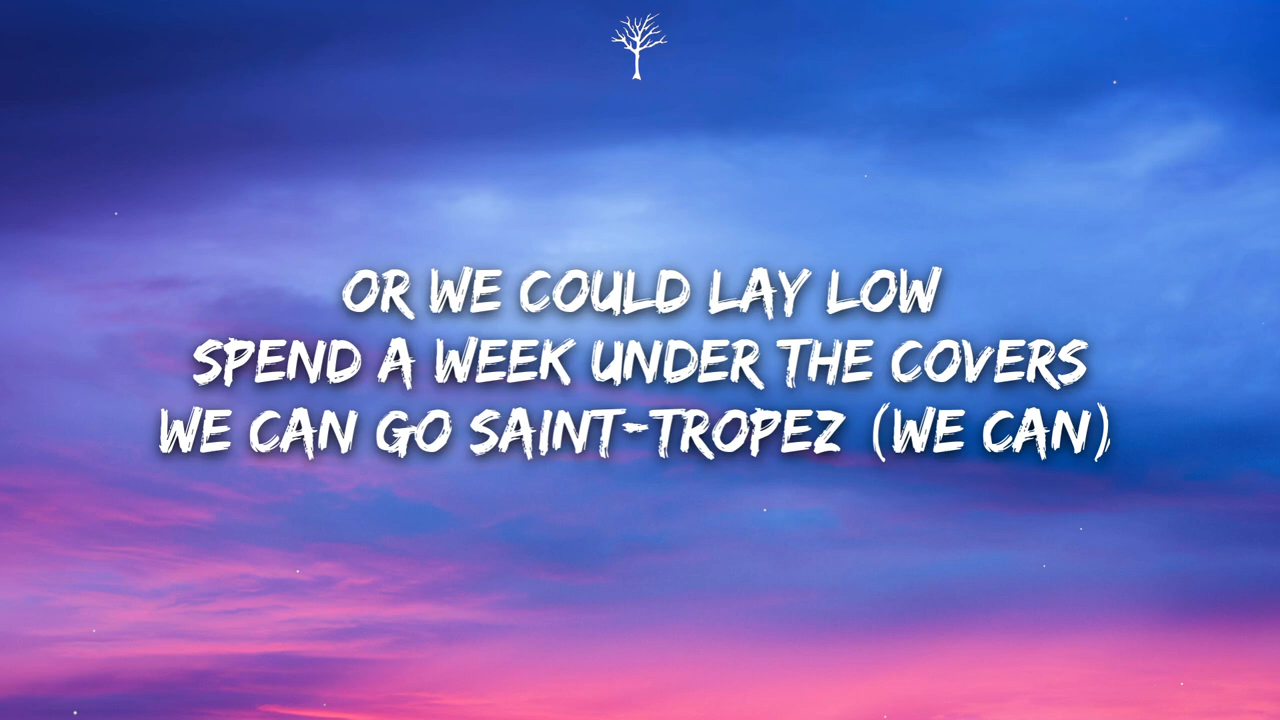 OR WE COULD LAY LOW
SPEND A WEEK UNDER THE COVERS
WE CAN GO SAINT-TROPEZ (WE CAN)